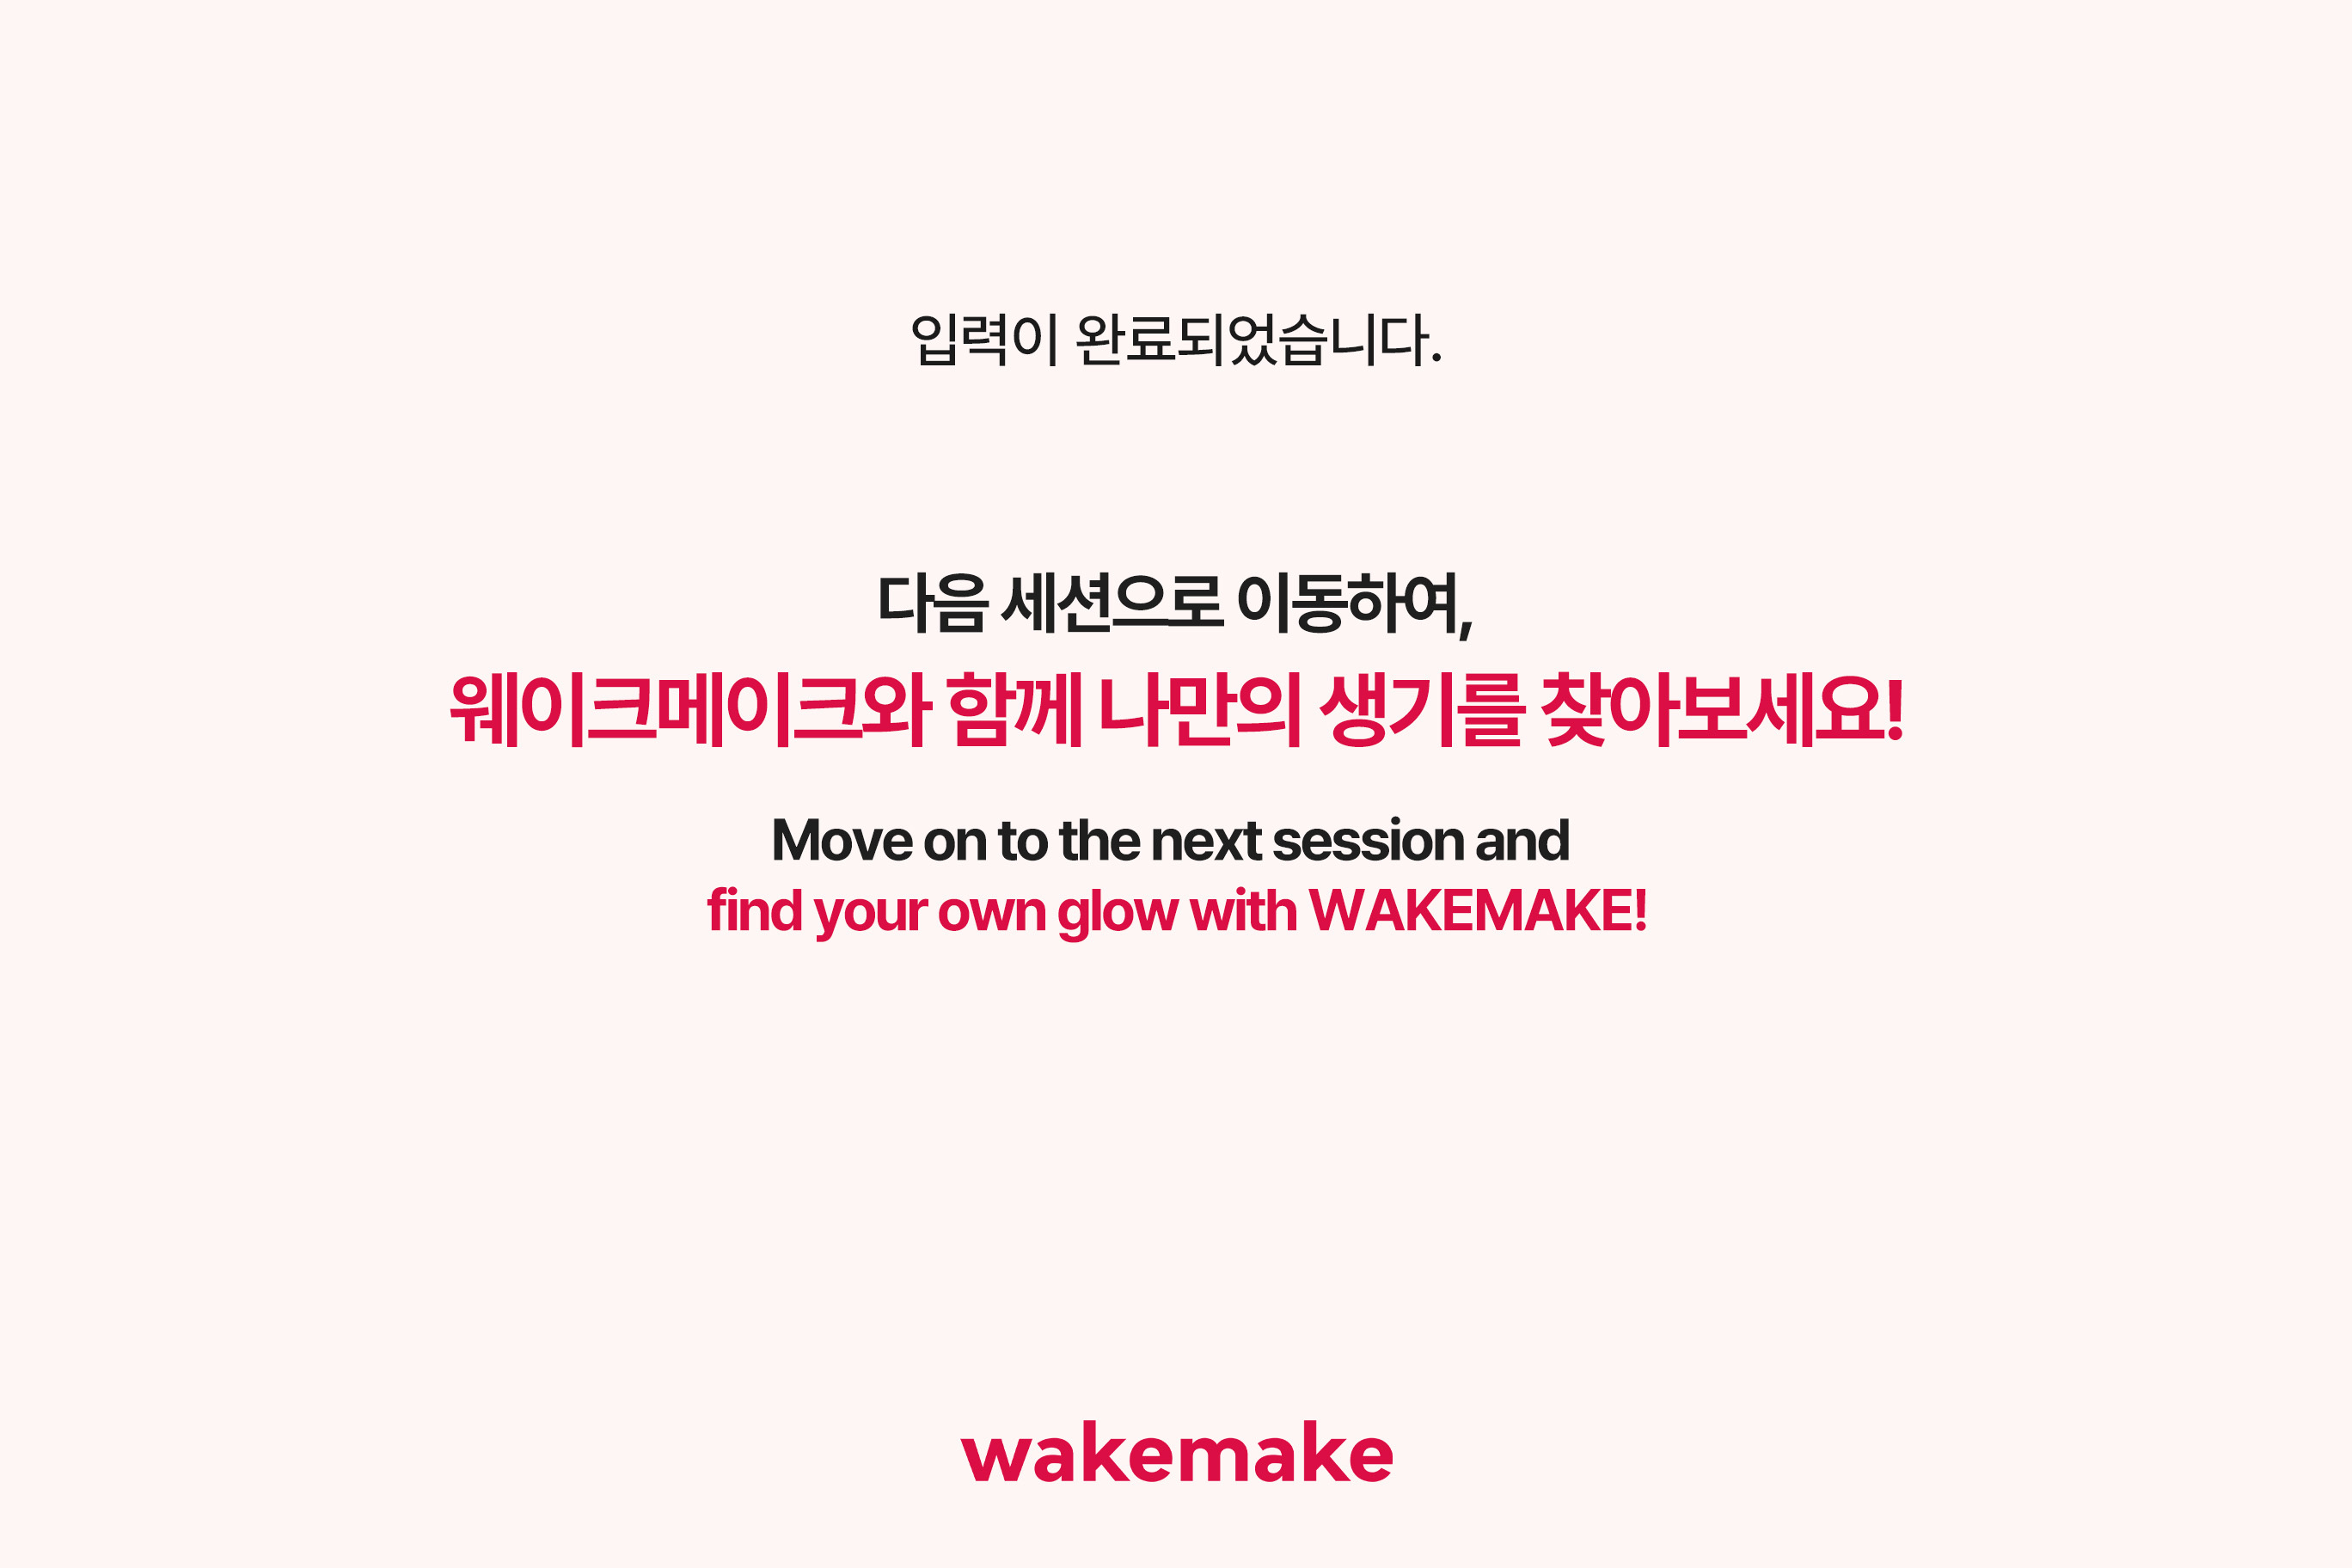 입력이 완료되었습니다.
다음 세션으로 이동하여,
웨이크메이크와 함께 나만의 생기를 찾아보세요!
Move on to the next session and
find your own glow with WAKEMAKE!
wakemake